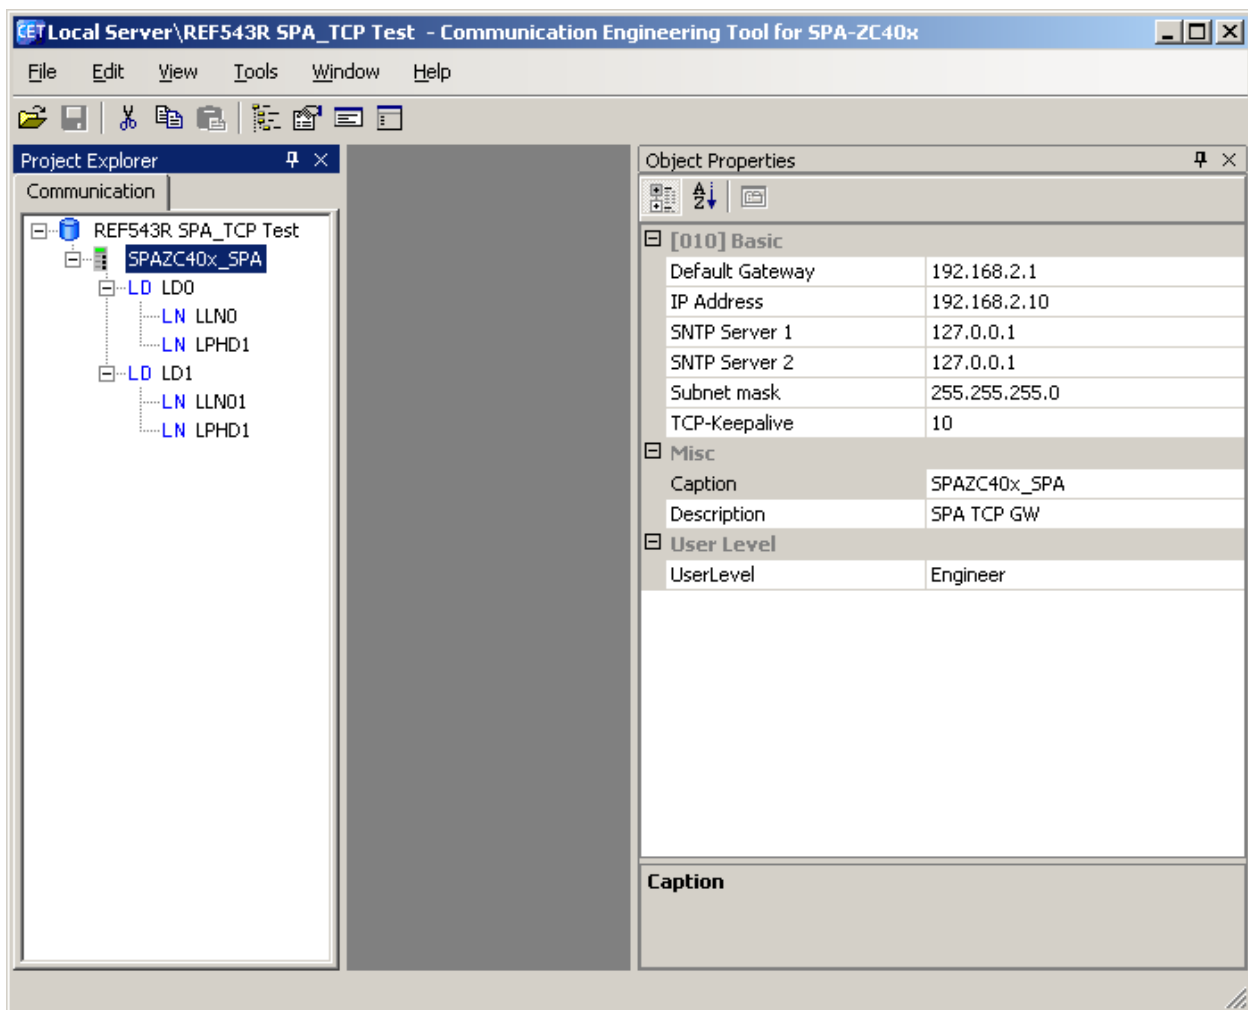 CET Local Server\REF543R SPA_TCP Test - Communication Engineering Tool for SPA-ZC40x
File Edit View Tools Window Help
Project Explorer
Communication
REF543R SPA_TCP Test
SPAZC40x_SPA
LD LD0
LN LLN0
LN LPHD1
LD LD1
LN LLN01
LN LPHD1
Object Properties
[010] Basic
Default Gateway 192.168.2.1
IP Address 192.168.2.10
SNTP Server 1 127.0.0.1
SNTP Server 2 127.0.0.1
Subnet mask 255.255.255.0
TCP-Keepalive 10
Misc
Caption SPAZC40x_SPA
Description SPA TCP GW
User Level
UserLevel Engineer
Caption